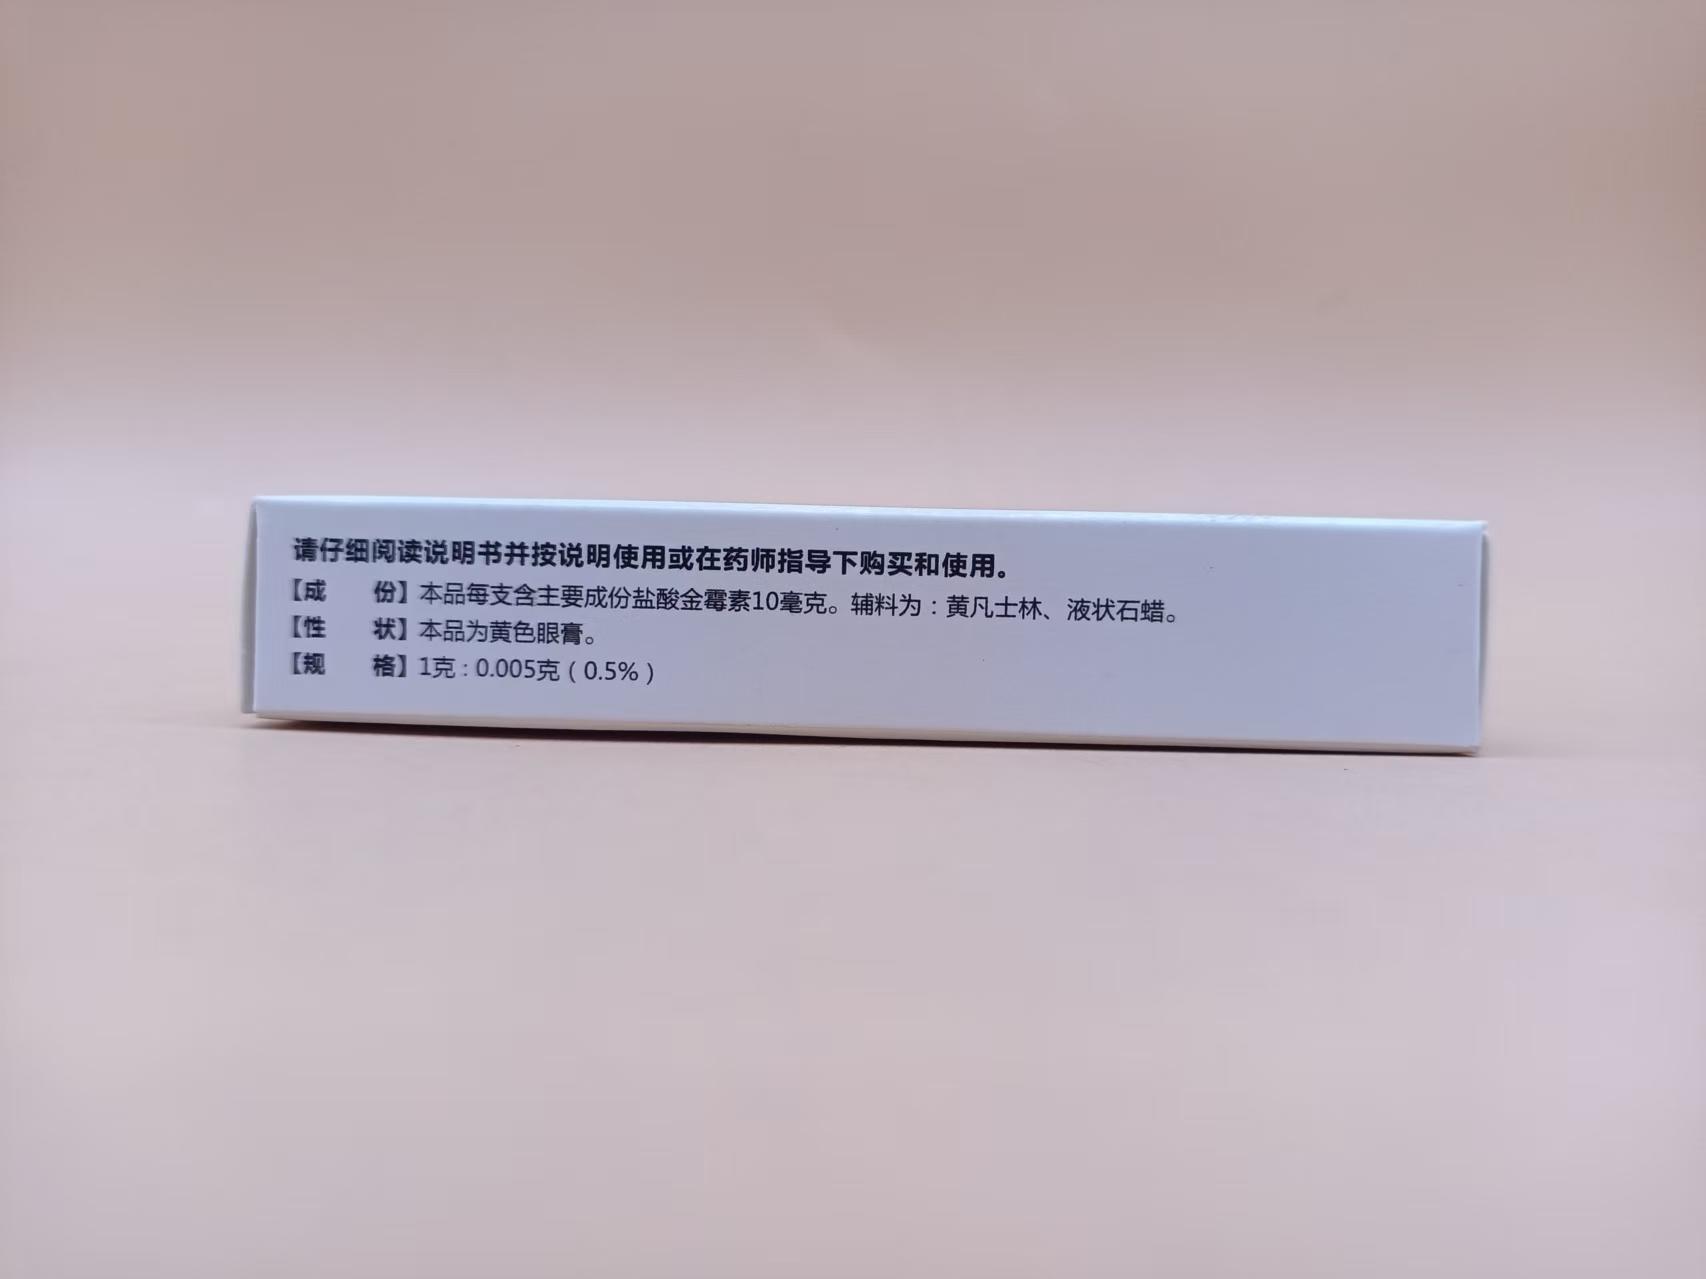 请仔细阅读说明书并按说明使用或在药师指导下购买和使用。
【成 份】本品每支含主要成份盐酸金霉素10毫克。辅料为：黄凡士林、液状石蜡。
【性 状】本品为黄色眼膏。
【规 格】1克：0.005克（0.5%）